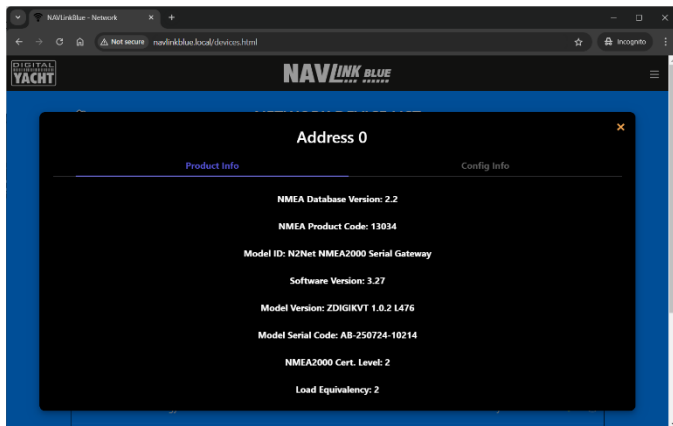 NAVLinkBlue - Network
Not secure
navlinkblue.local/devices.html
Incognito
DIGITAL
YACHT
NAVLINK BLUE
Address 0
Product Info
Config Info
NMEA Database Version: 2.2
NMEA Product Code: 13034
Model ID: N2Net NMEA2000 Serial Gateway
Software Version: 3.27
Model Version: ZDIGIKVT 1.0.2 L476
Model Serial Code: AB-250724-10214
NMEA2000 Cert. Level: 2
Load Equivalency: 2